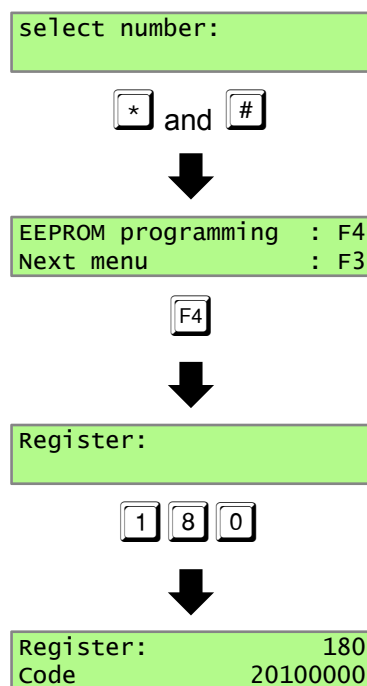 select number:
* and #
EEPROM programming : F4
Next menu : F3
F4
Register:
1 8 0
Register: 180
Code 20100000